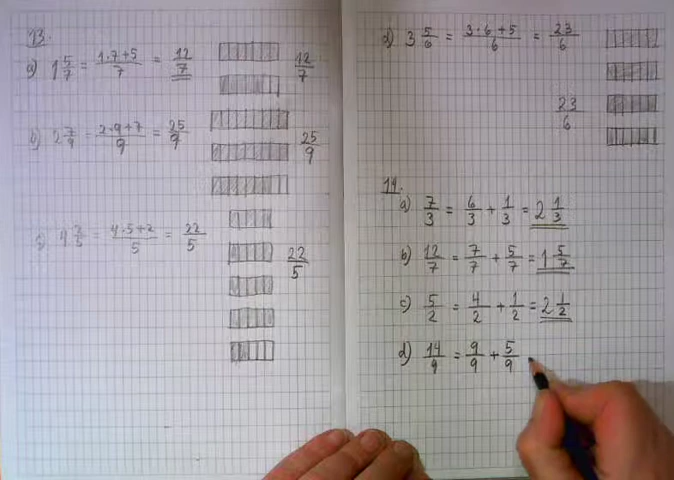 13.
a) 1 5/7 = (1·7+5)/7 = 12/7   12/7
b) 2 7/9 = (2·9+7)/9 = 25/9   25/9
c) 4 2/5 = (4·5+2)/5 = 22/5   22/5
d) 3 5/6 = (3·6+5)/6 = 23/6
23/6
14.
a) 7/3 = 6/3 + 1/3 = 2 1/3
b) 12/7 = 7/7 + 5/7 = 1 5/7
c) 5/2 = 4/2 + 1/2 = 2 1/2
d) 14/9 = 9/9 + 5/9